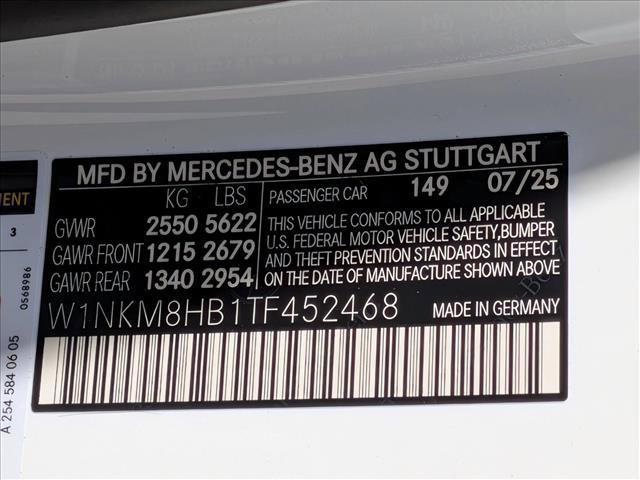 MFD BY MERCEDES-BENZ AG STUTTGART
KG LBS
GVWR 2550 5622
GAWR FRONT 1215 2679
GAWR REAR 1340 2954
PASSENGER CAR 149 07/25
THIS VEHICLE CONFORMS TO ALL APPLICABLE
U.S. FEDERAL MOTOR VEHICLE SAFETY, BUMPER
AND THEFT PREVENTION STANDARDS IN EFFECT
ON THE DATE OF MANUFACTURE SHOWN ABOVE
W1NKM8HB1TF452468 MADE IN GERMANY
3
0568986
A 254 584 06 05